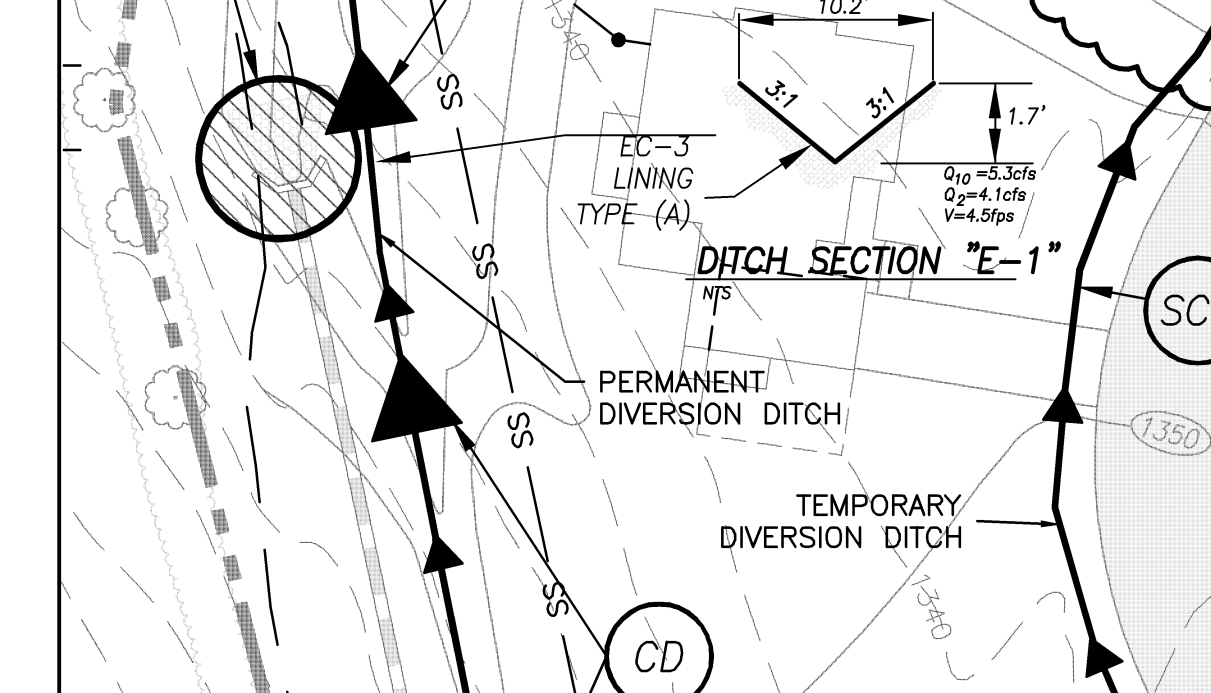 10.2'
1340
3:1
3:1
1.7'
SS
EC-3
LINING
TYPE (A)
Q10 =5.3cfs
Q2=4.1cfs
V=4.5fps
DITCH SECTION "E-1"
NTS
SS
SC
PERMANENT
DIVERSION DITCH
SS
1350
TEMPORARY
DIVERSION DITCH
SS
1340
CD